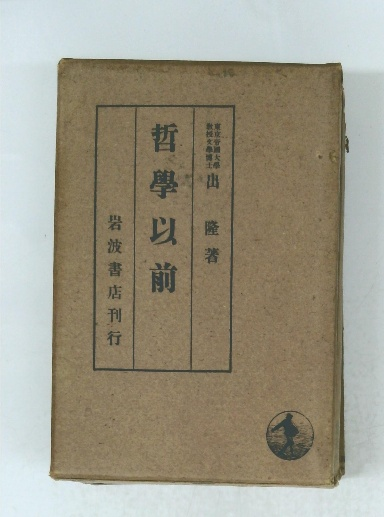 東京帝國大學
教授文學博士
出隆著
哲學以前
岩波書店刊行